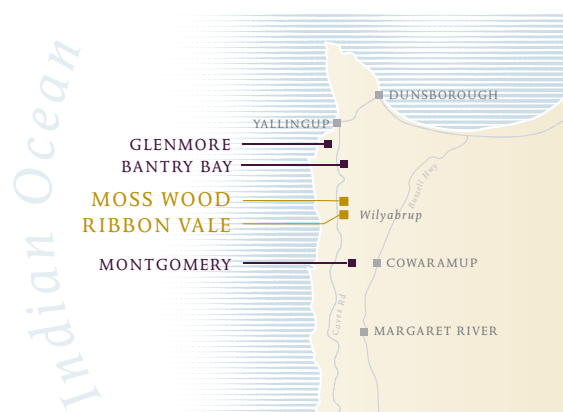 Indian Ocean
DUNSBOROUGH
YALLINGUP
GLENMORE
BANTRY BAY
Bussell Hwy
MOSS WOOD
RIBBON VALE
Wilyabrup
MONTGOMERY
COWARAMUP
Caves Rd
MARGARET RIVER